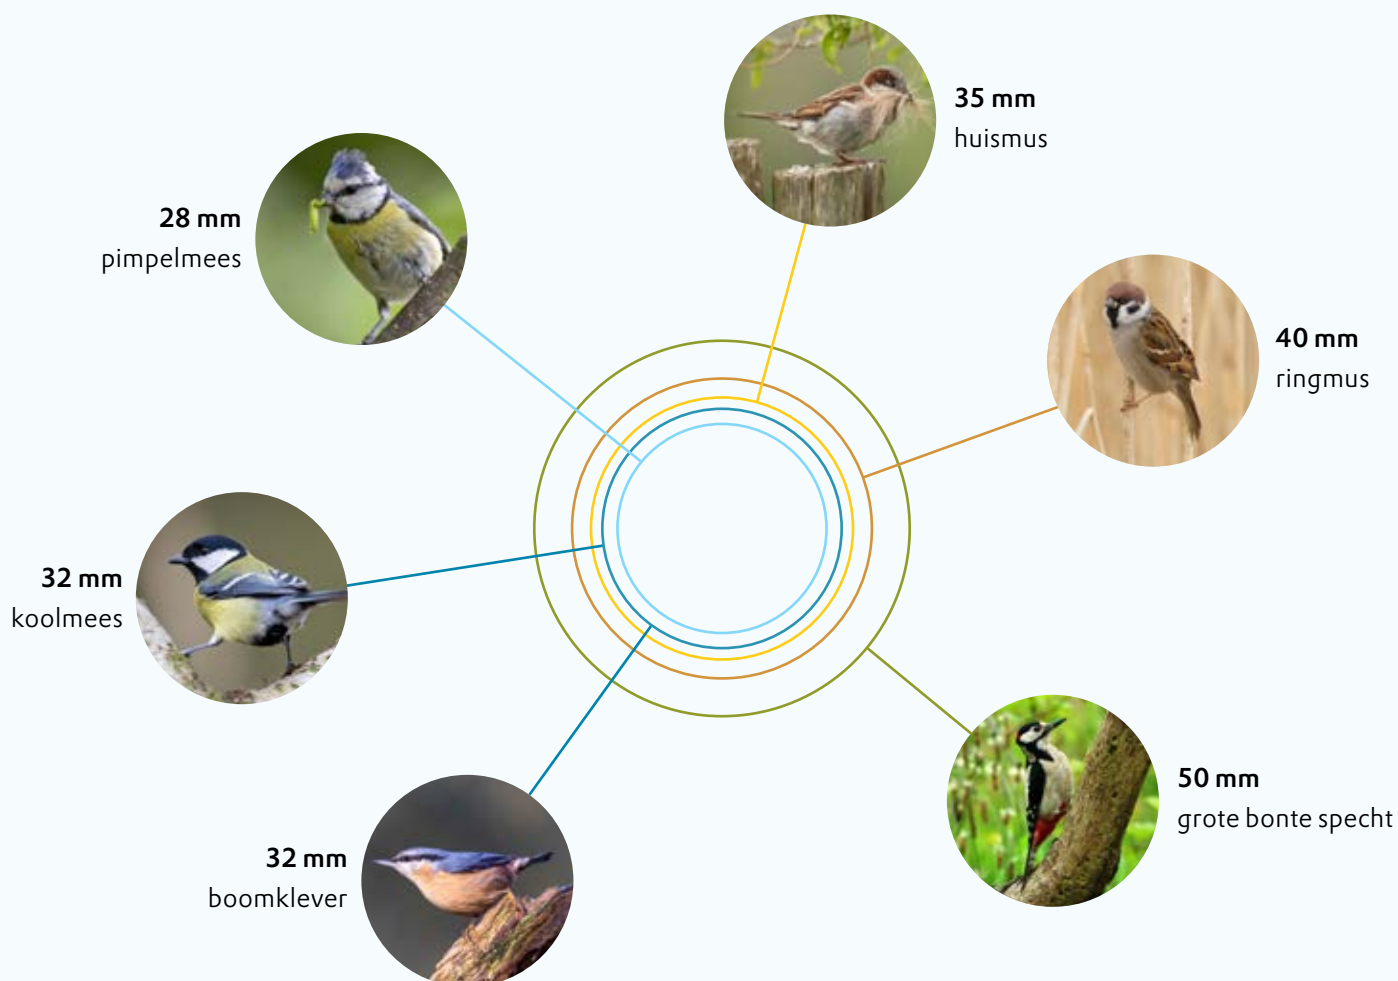 35 mm
huismus
28 mm
pimpelmees
40 mm
ringmus
32 mm
koolmees
50 mm
grote bonte specht
32 mm
boomklever